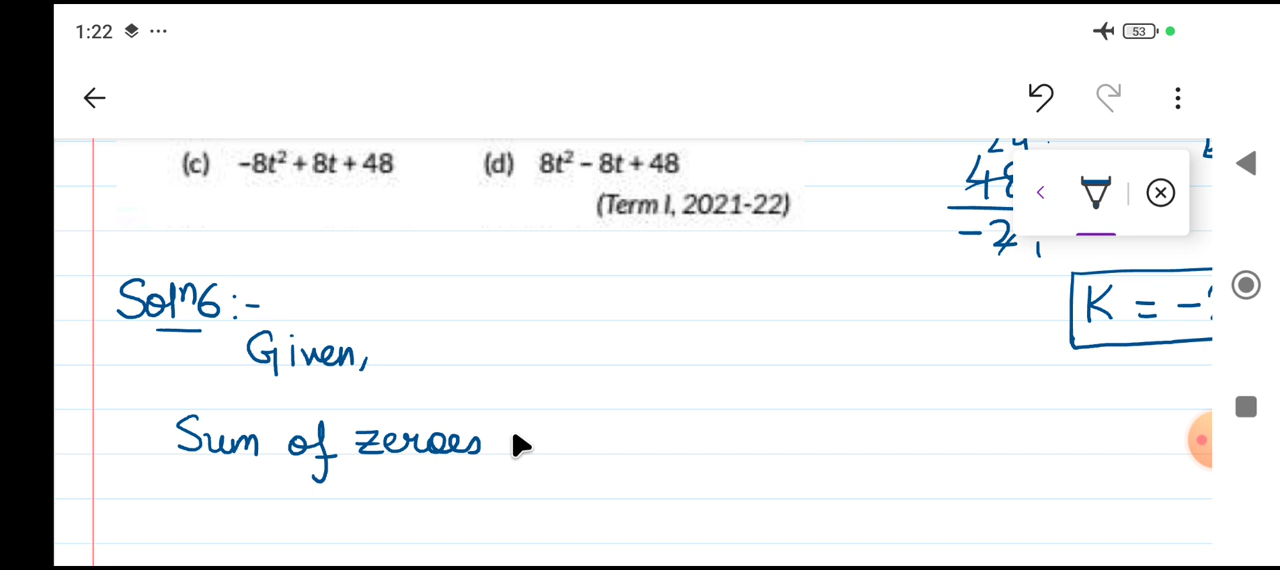 1:22
53
(c) -8t² + 8t + 48 (d) 8t² - 8t + 48
(Term I, 2021-22)
Solⁿ6:-
Given,
K = -
Sum of zeroes